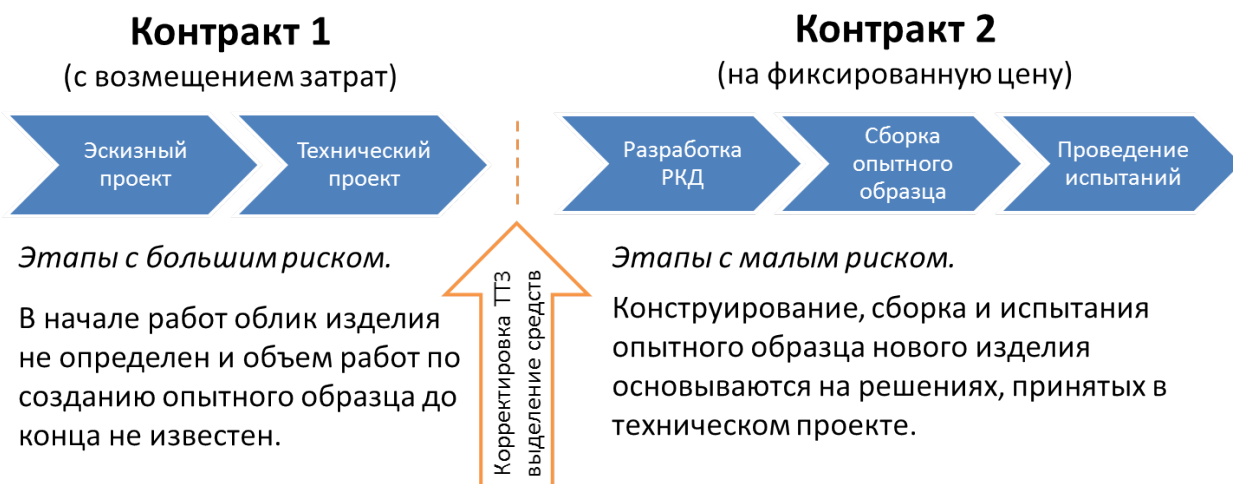 Контракт 1
(с возмещением затрат)
Эскизный
проект
Технический
проект
Этапы с большим риском.
В начале работ облик изделия
не определен и объем работ по
созданию опытного образца до
конца не известен.
Корректировка ТТЗ
выделение средств
Контракт 2
(на фиксированную цену)
Разработка
РКД
Сборка
опытного
образца
Проведение
испытаний
Этапы с малым риском.
Конструирование, сборка и испытания
опытного образца нового изделия
основываются на решениях, принятых в
техническом проекте.